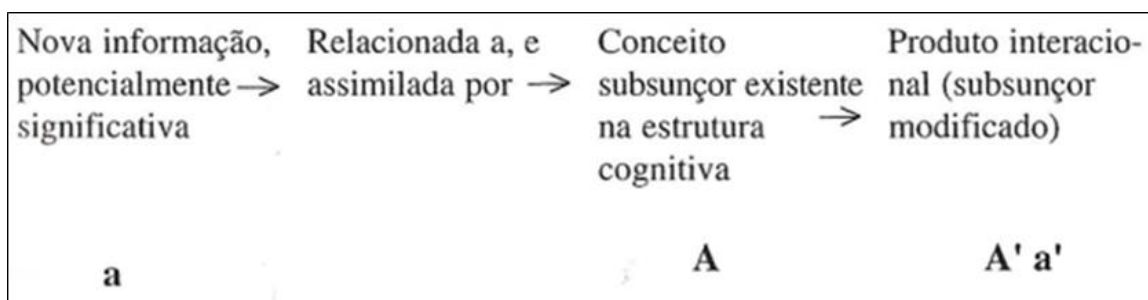 Nova informação,
potencialmente →
significativa
Relacionada a, e
assimilada por →
Conceito
subsunçor existente
na estrutura →
cognitiva
Produto interacio-
nal (subsunçor
modificado)
a
A
A' a'